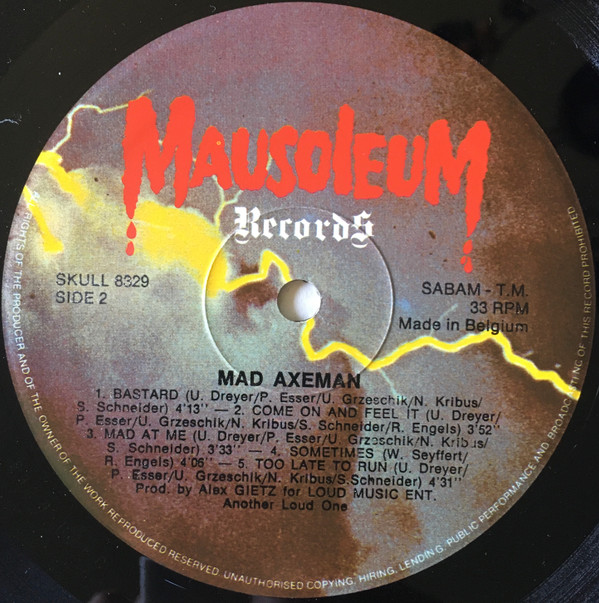 MAUSOLEUM
Records
SKULL 8329
SIDE 2
SABAM - T.M.
33 RPM
Made in Belgium
MAD AXEMAN
1. BASTARD (U. Dreyer/P. Esser/U. Grzeschik/N. Kribus/
S. Schneider) 4'13" — 2. COME ON AND FEEL IT (U. Dreyer/
P. Esser/U. Grzeschik/N. Kribus/S. Schneider/R. Engels) 3'52"
3. MAD AT ME (U. Dreyer/P. Esser/U. Grzeschik/N. Kribus/
S. Schneider) 3'33" — 4. SOMETIMES (W. Seyffert/
R. Engels) 4'06" — 5. TOO LATE TO RUN (U. Dreyer/
P. Esser/U. Grzeschik/N. Kribus/S.Schneider) 4'31"
Prod. by Alex GIETZ for LOUD MUSIC ENT.
Another Loud One
RIGHTS OF THE PRODUCER AND OF THE OWNER OF THE WORK REPRODUCED RESERVED. UNAUTHORISED COPYING, HIRING, LENDING, PUBLIC PERFORMANCE AND BROADCASTING OF THIS RECORD PROHIBITED